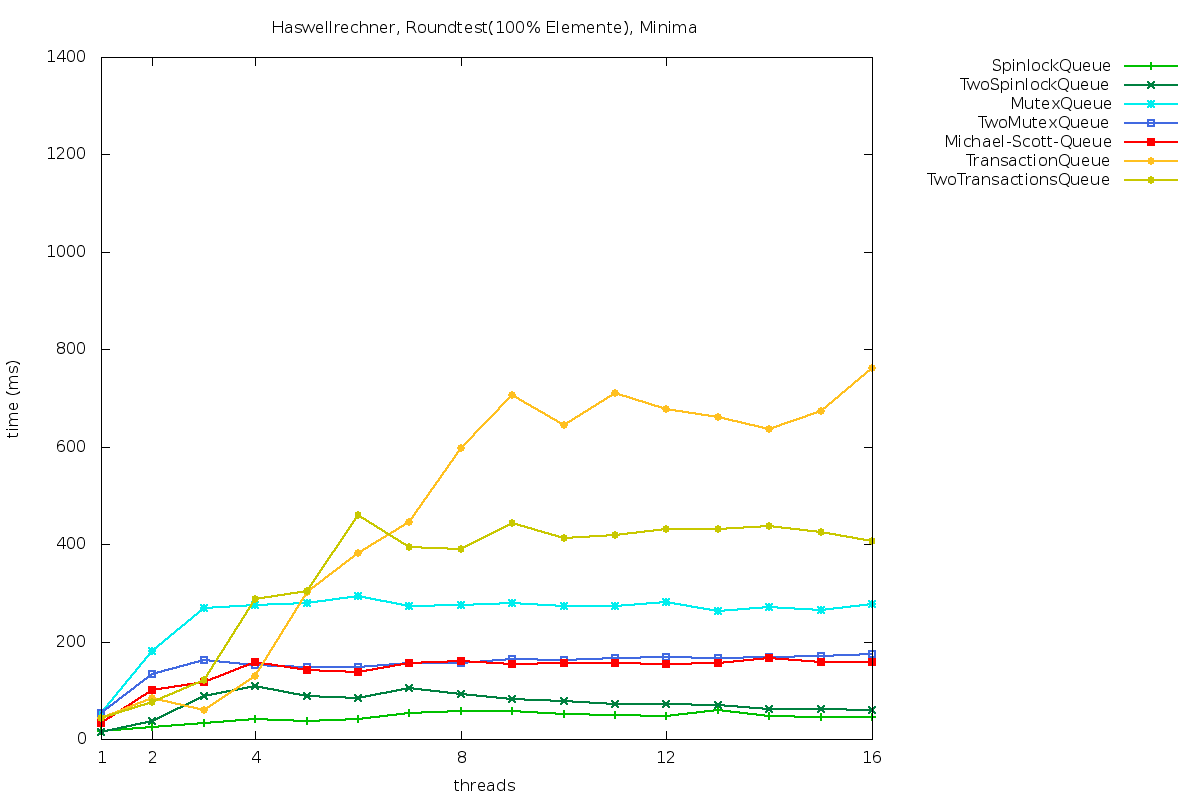 Haswellrechner, Roundtest(100% Elemente), Minima
1400
1200
1000
800
600
400
200
0
time (ms)
1 2 4 8 12 16
threads
SpinlockQueue
TwoSpinlockQueue
MutexQueue
TwoMutexQueue
Michael-Scott-Queue
TransactionQueue
TwoTransactionsQueue